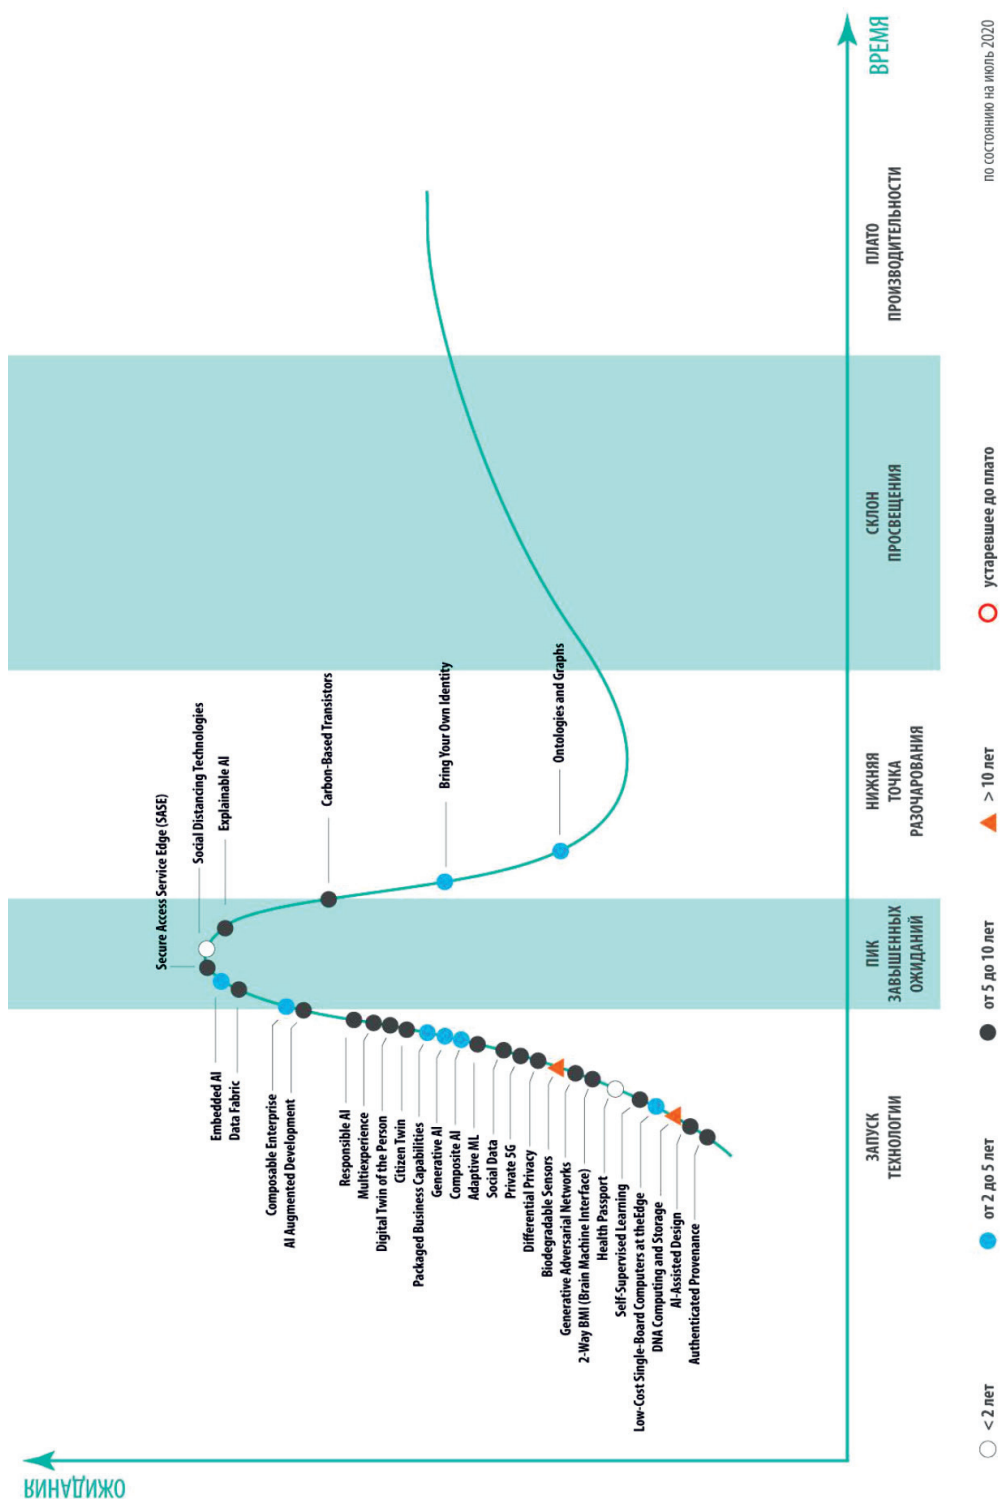 ОЖИДАНИЯ
Secure Access Service Edge (SASE)
Social Distancing Technologies
Explainable AI
Embedded AI
Data Fabric
Composable Enterprise
AI Augmented Development
Carbon-Based Transistors
Responsible AI
Multiexperience
Digital Twin of the Person
Citizen Twin
Packaged Business Capabilities
Generative AI
Composite AI
Adaptive ML
Social Data
Private 5G
Differential Privacy
Biodegradable Sensors
Generative Adversarial Networks
2-Way BMI (Brain Machine Interface)
Health Passport
Self-Supervised Learning
Low-Cost Single-Board Computers at theEdge
DNA Computing and Storage
AI-Assisted Design
Authenticated Provenance
Bring Your Own Identity
Ontologies and Graphs
ЗАПУСК
ТЕХНОЛОГИИ
ПИК
ЗАВЫШЕННЫХ
ОЖИДАНИЙ
НИЖНЯЯ
ТОЧКА
РАЗОЧАРОВАНИЯ
СКЛОН
ПРОСВЕЩЕНИЯ
ПЛАТО
ПРОИЗВОДИТЕЛЬНОСТИ
ВРЕМЯ
< 2 лет
от 2 до 5 лет
от 5 до 10 лет
> 10 лет
устаревшее до плато
по состоянию на июль 2020